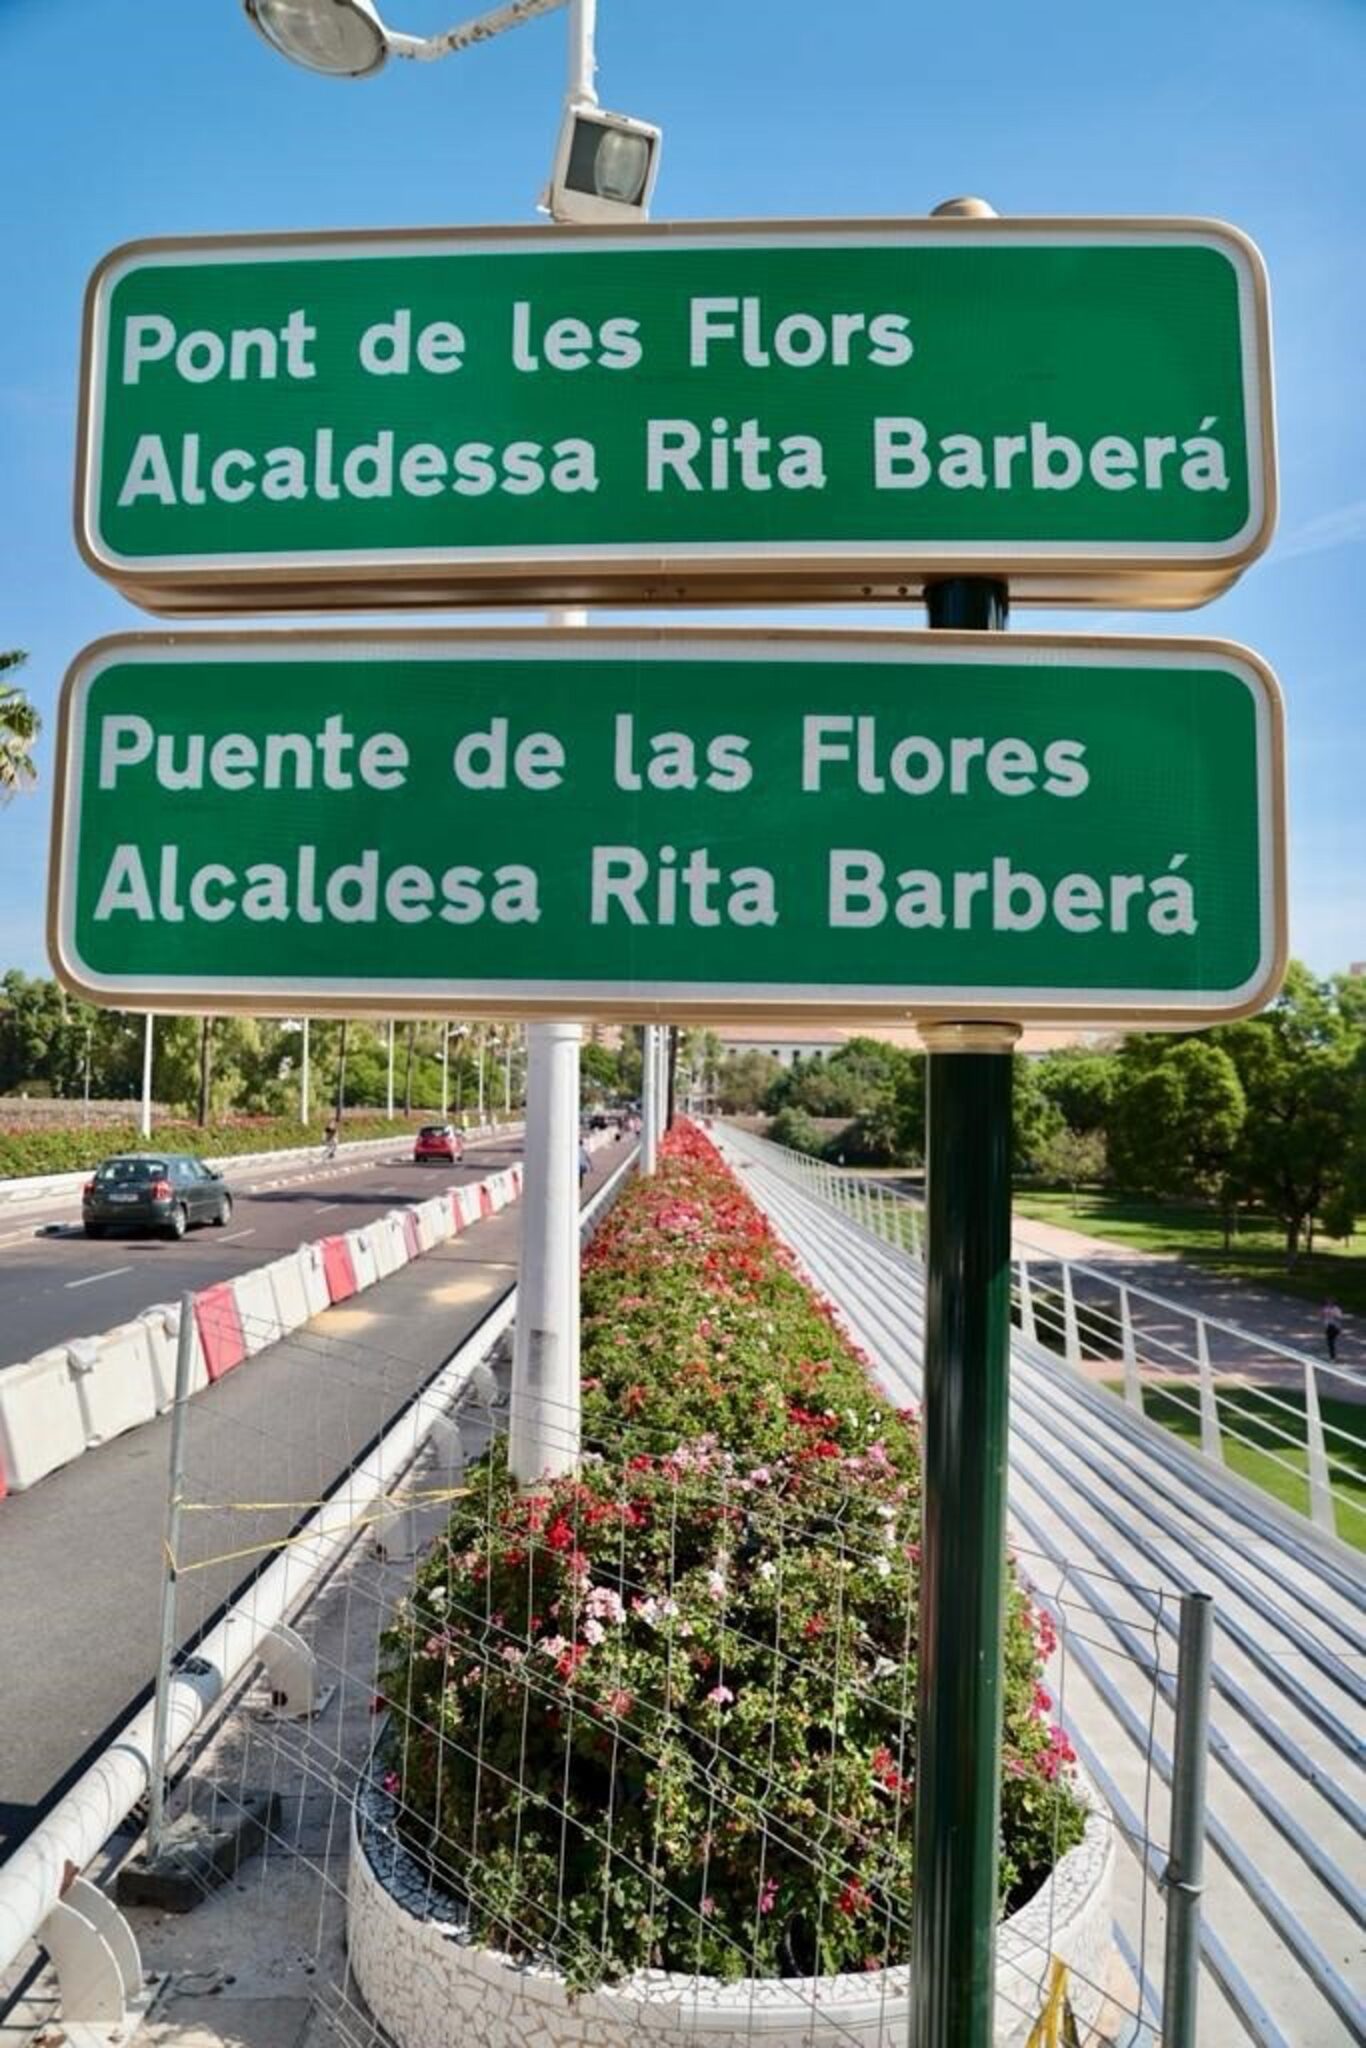 Pont de les Flors
Alcaldessa Rita Barberá
Puente de las Flores
Alcaldesa Rita Barberá